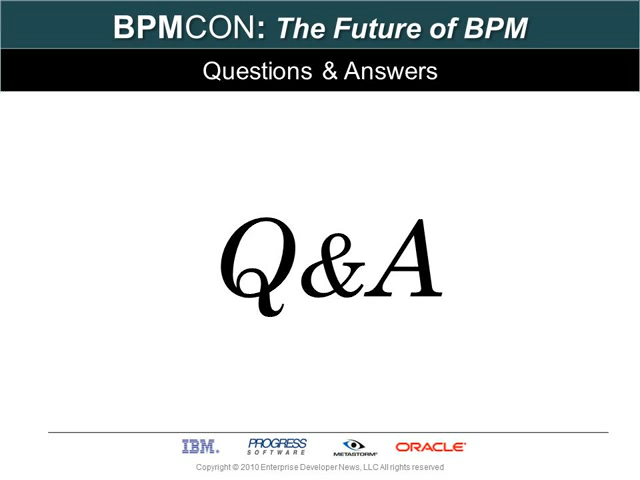 BPMCON: The Future of BPM
Questions & Answers
Q&A
IBM. PROGRESS SOFTWARE METASTORM ORACLE
Copyright © 2010 Enterprise Developer News, LLC All rights reserved